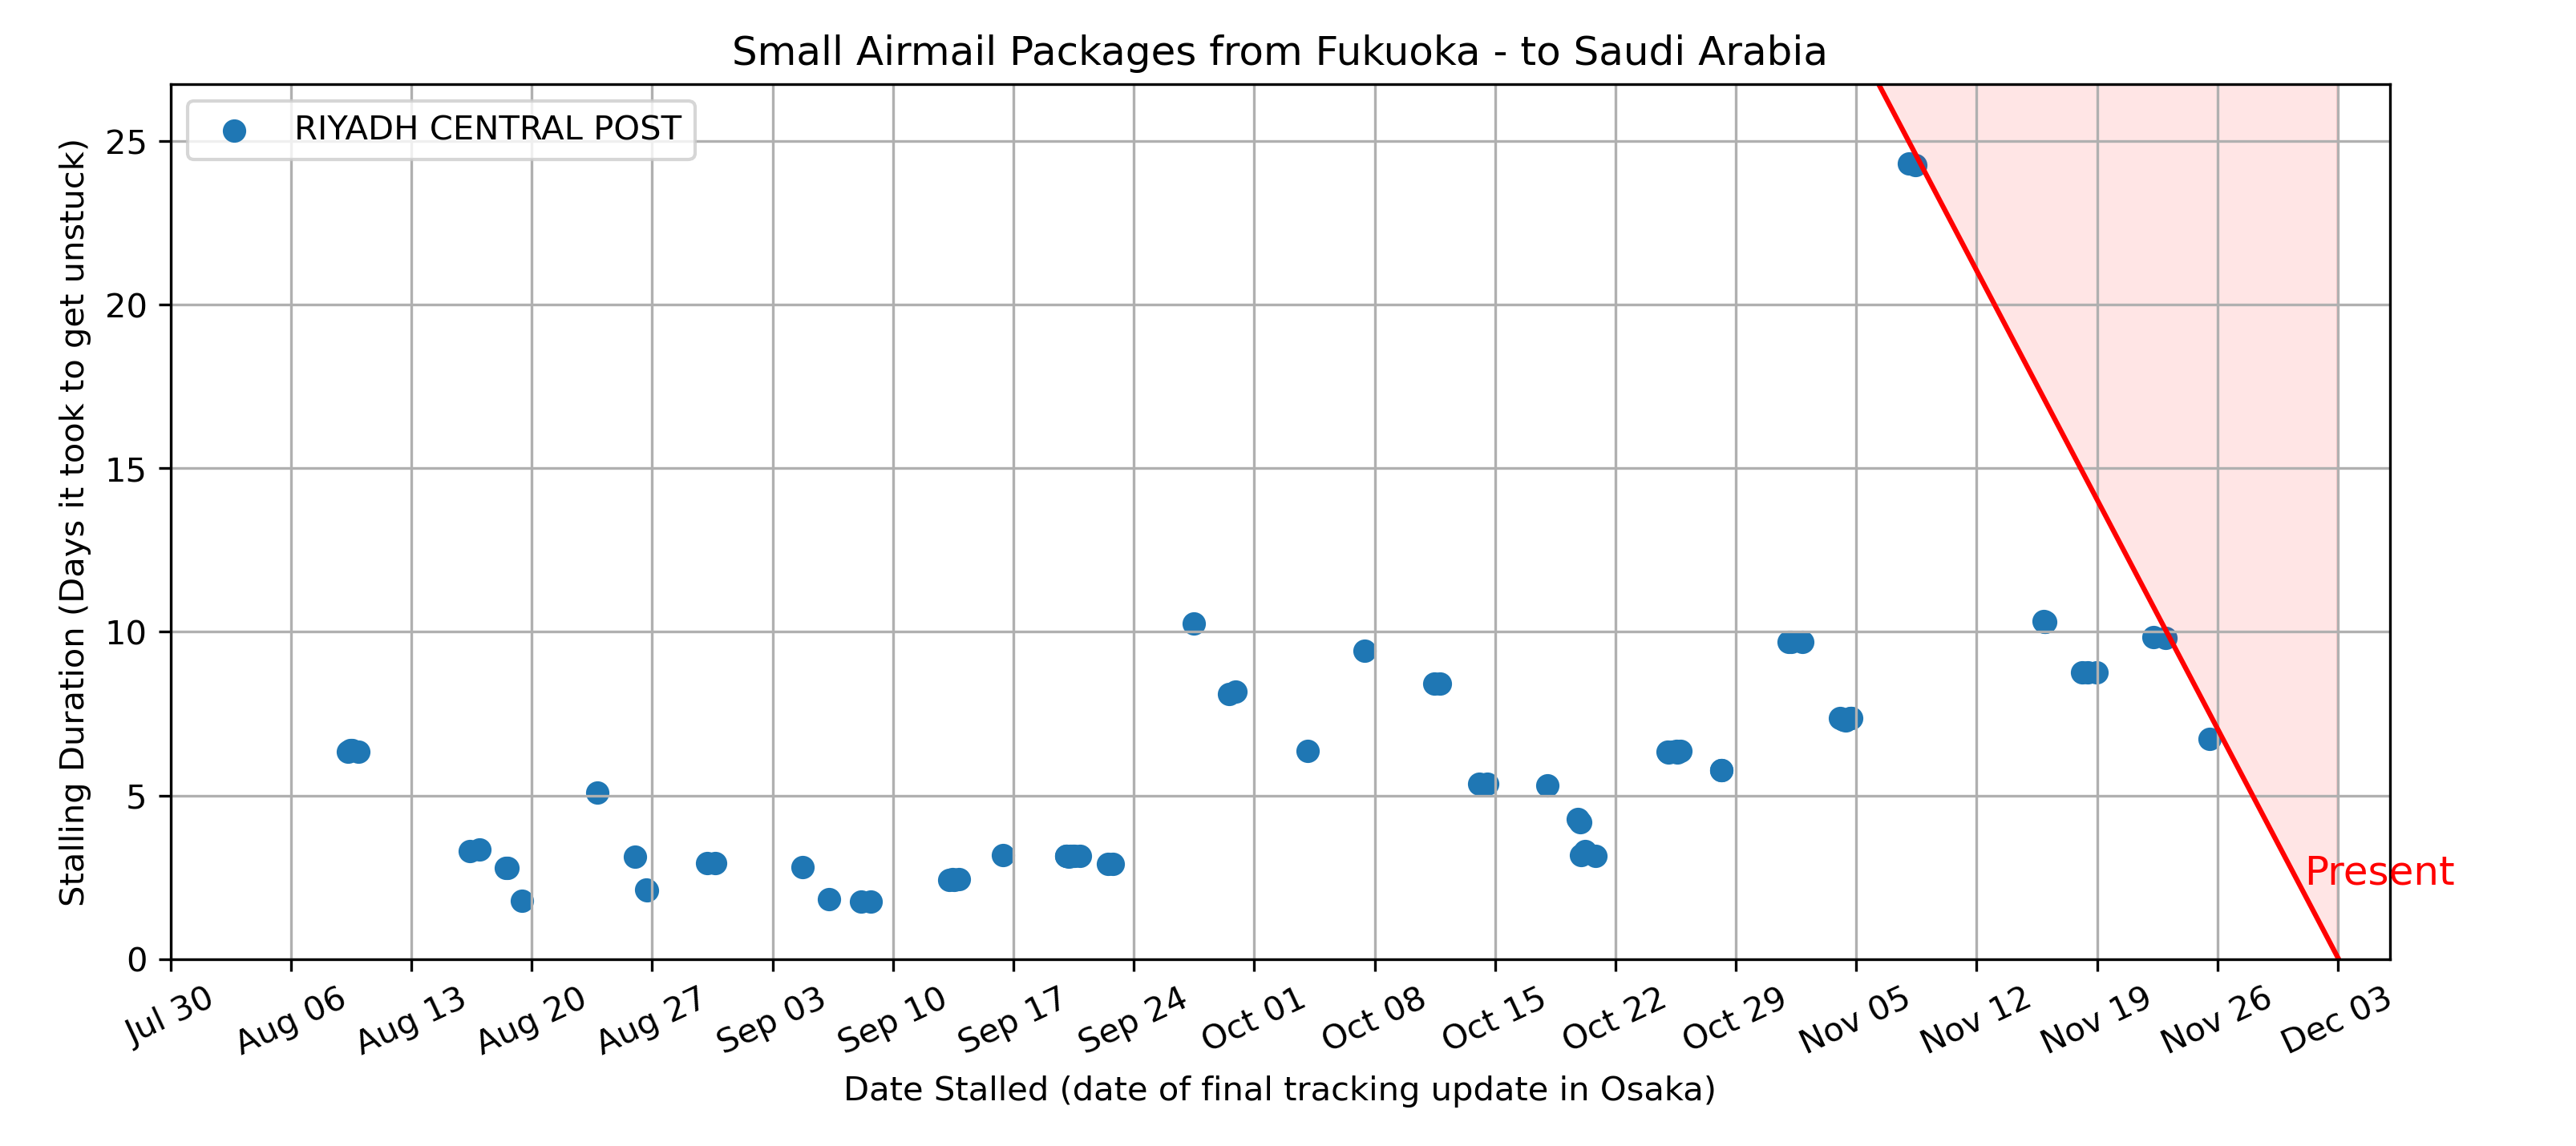 Small Airmail Packages from Fukuoka - to Saudi Arabia
RIYADH CENTRAL POST
Stalling Duration (Days it took to get unstuck)
25
20
15
10
5
0
Present
Jul 30
Aug 06
Aug 13
Aug 20
Aug 27
Sep 03
Sep 10
Sep 17
Sep 24
Oct 01
Oct 08
Oct 15
Oct 22
Oct 29
Nov 05
Nov 12
Nov 19
Nov 26
Dec 03
Date Stalled (date of final tracking update in Osaka)